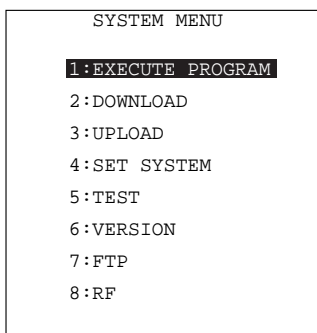 SYSTEM MENU
1:EXECUTE PROGRAM
2:DOWNLOAD
3:UPLOAD
4:SET SYSTEM
5:TEST
6:VERSION
7:FTP
8:RF